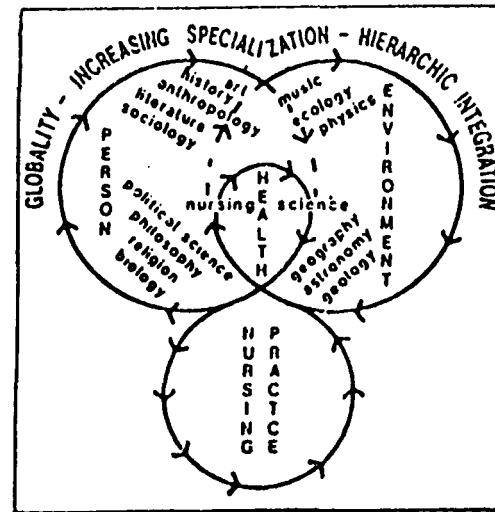 GLOBALITY - INCREASING SPECIALIZATION - HIERARCHIC INTEGRATION
art
history
anthropology
literature
sociology
music
ecology
physics
PERSON
ENVIRONMENT
HEALTH
nursing science
political science
philosophy
religion
biology
geography
astronomy
geology
NURSING
PRACTCE